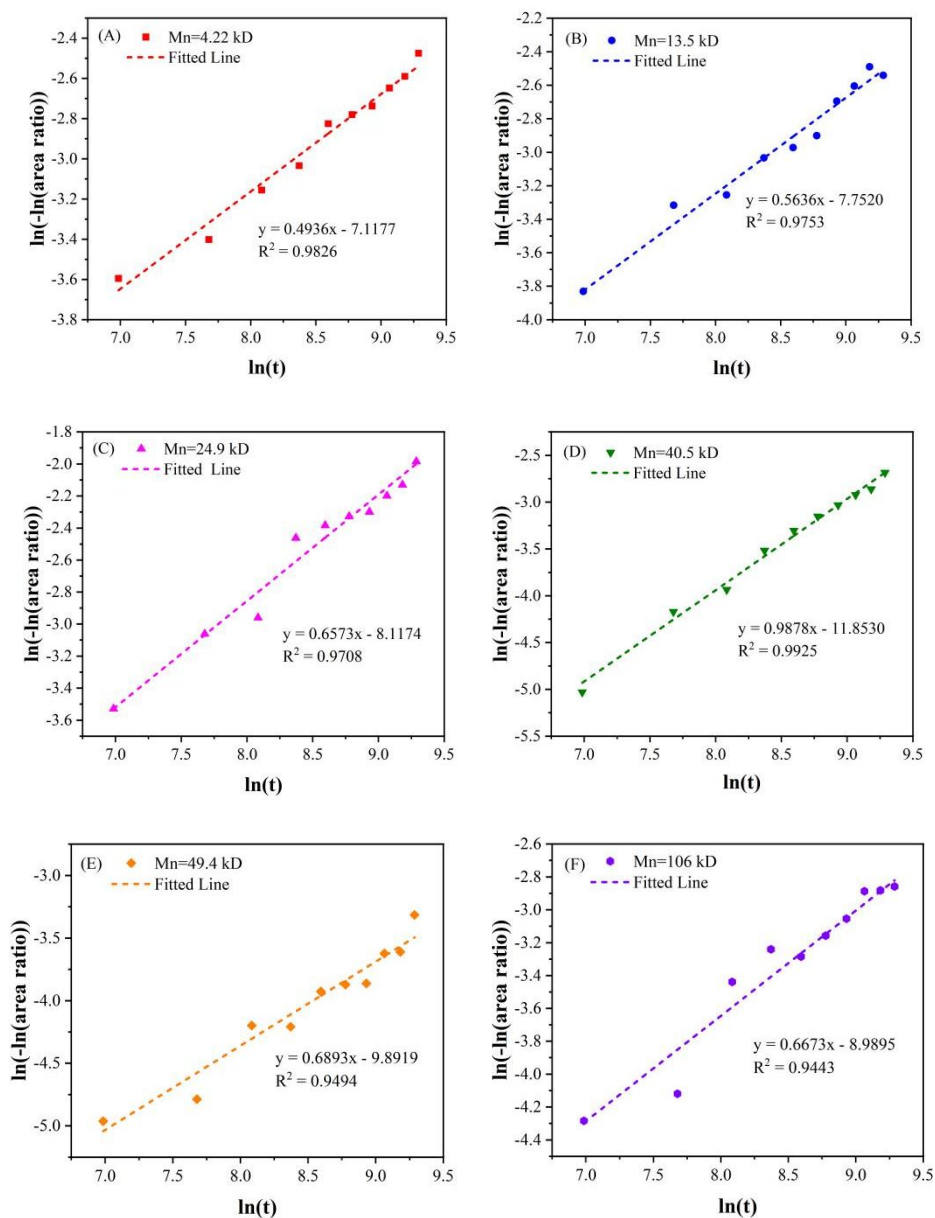 (A)
Mn=4.22 kD
Fitted Line
-2.4
-2.6
-2.8
-3.0
-3.2
-3.4
-3.6
-3.8
ln(-ln(area ratio))
y = 0.4936x - 7.1177
R² = 0.9826
7.0 7.5 8.0 8.5 9.0 9.5
ln(t)
(B)
Mn=13.5 kD
Fitted Line
-2.2
-2.4
-2.6
-2.8
-3.0
-3.2
-3.4
-3.6
-3.8
-4.0
ln(-ln(area ratio))
y = 0.5636x - 7.7520
R² = 0.9753
7.0 7.5 8.0 8.5 9.0 9.5
ln(t)
(C)
Mn=24.9 kD
Fitted Line
-1.8
-2.0
-2.2
-2.4
-2.6
-2.8
-3.0
-3.2
-3.4
-3.6
ln(-ln(area ratio))
y = 0.6573x - 8.1174
R² = 0.9708
7.0 7.5 8.0 8.5 9.0 9.5
ln(t)
(D)
Mn=40.5 kD
Fitted Line
-2.5
-3.0
-3.5
-4.0
-4.5
-5.0
-5.5
ln(-ln(area ratio))
y = 0.9878x - 11.8530
R² = 0.9925
7.0 7.5 8.0 8.5 9.0 9.5
ln(t)
(E)
Mn=49.4 kD
Fitted Line
-3.0
-3.5
-4.0
-4.5
-5.0
ln(-ln(area ratio))
y = 0.6893x - 9.8919
R² = 0.9494
7.0 7.5 8.0 8.5 9.0 9.5
ln(t)
(F)
Mn=106 kD
Fitted Line
-2.6
-2.8
-3.0
-3.2
-3.4
-3.6
-3.8
-4.0
-4.2
-4.4
ln(-ln(area ratio))
y = 0.6673x - 8.9895
R² = 0.9443
7.0 7.5 8.0 8.5 9.0 9.5
ln(t)